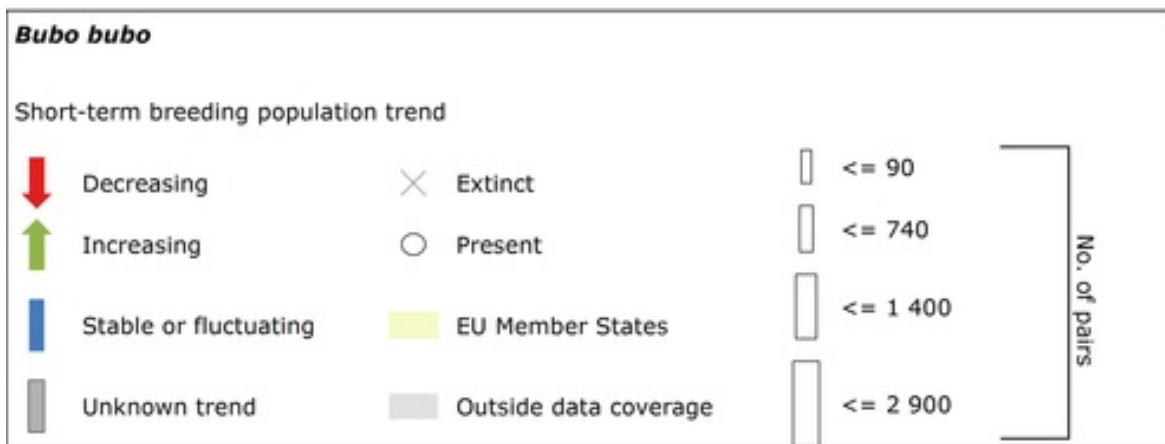 Bubo bubo
Short-term breeding population trend
Decreasing
Increasing
Stable or fluctuating
Unknown trend
Extinct
Present
EU Member States
Outside data coverage
<= 90
<= 740
<= 1 400
<= 2 900
No. of pairs